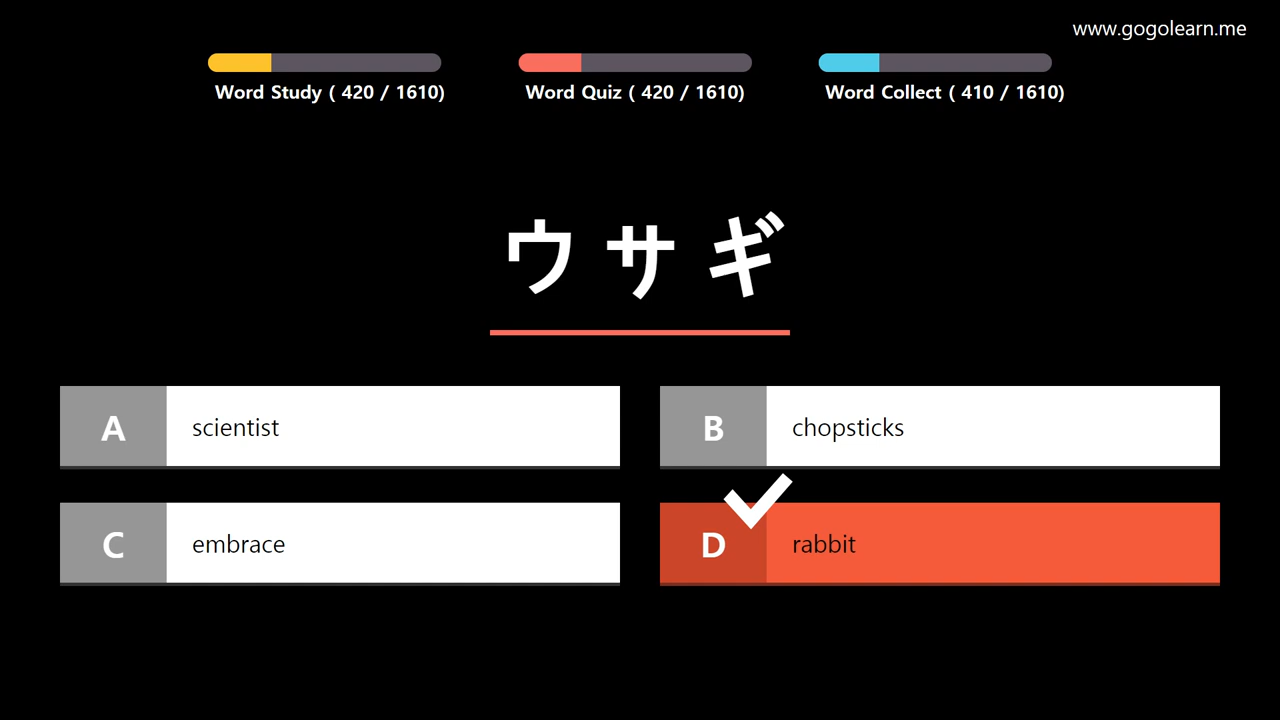 www.gogolearn.me
Word Study ( 420 / 1610)
Word Quiz ( 420 / 1610)
Word Collect ( 410 / 1610)
ウサギ
A scientist
B chopsticks
C embrace
D rabbit